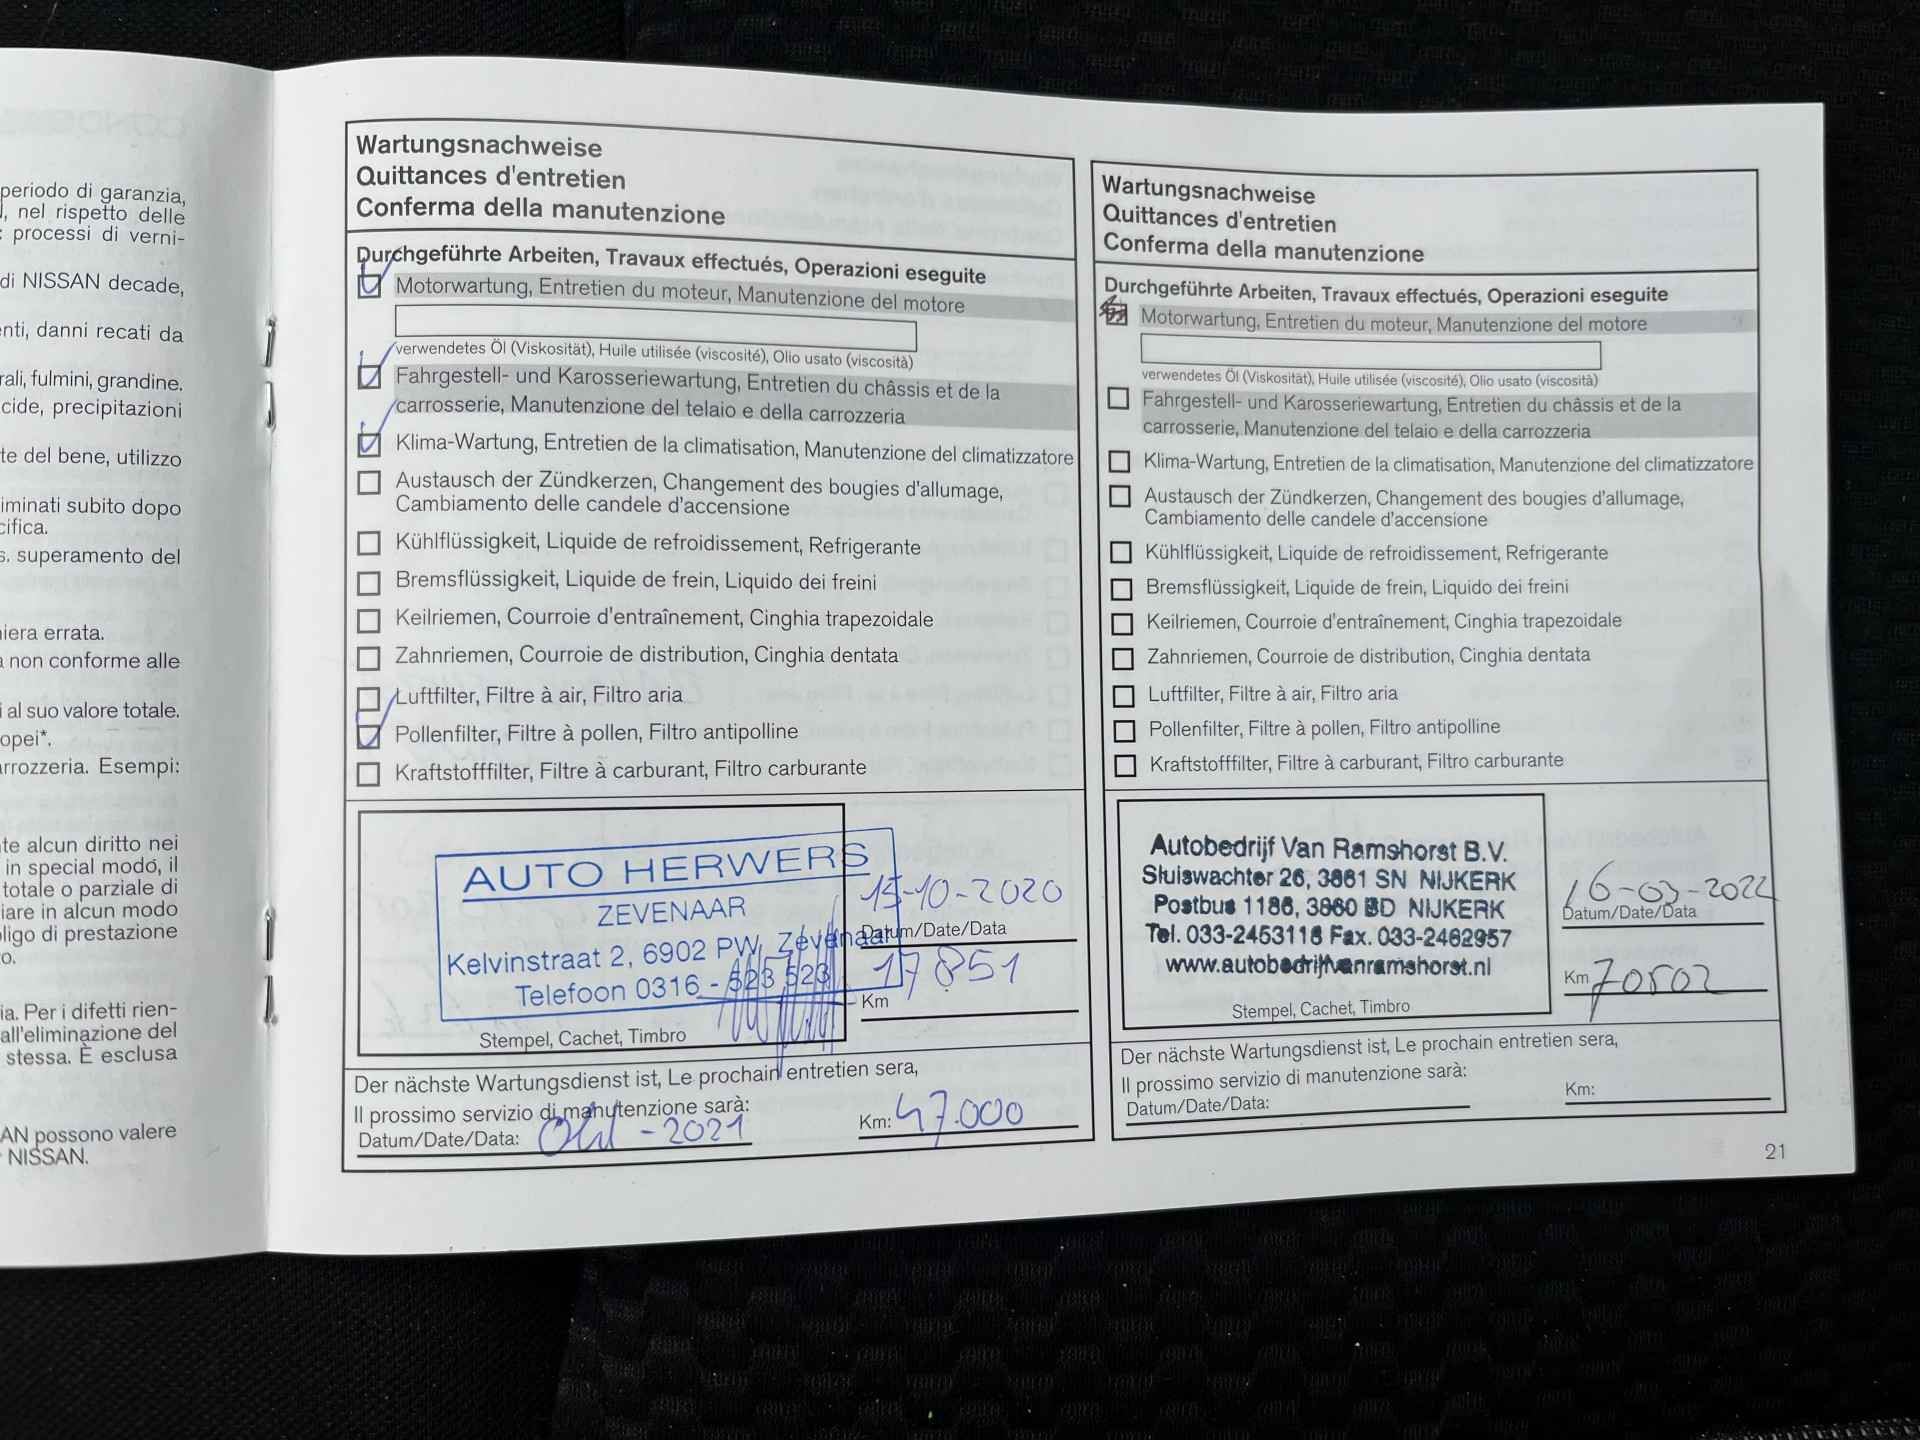 periodo di garanzia,
, nel rispetto delle
: processi di verni-
di NISSAN decade,
enti, danni recati da
rali, fulmini, grandine.
cide, precipitazioni
te del bene, utilizzo
iminati subito dopo
cifica.
s. superamento del
iera errata.
a non conforme alle
i al suo valore totale.
opei*.
arrozzeria. Esempi:
te alcun diritto nei
in special modo, il
totale o parziale di
iare in alcun modo
ligo di prestazione
o.
ia. Per i difetti rien-
all'eliminazione del
stessa. È esclusa
AN possono valere
NISSAN.
Wartungsnachweise
Quittances d'entretien
Conferma della manutenzione
Durchgeführte Arbeiten, Travaux effectués, Operazioni eseguite
Motorwartung, Entretien du moteur, Manutenzione del motore
verwendetes Öl (Viskosität), Huile utilisée (viscosité), Olio usato (viscosità)
Fahrgestell- und Karosseriewartung, Entretien du châssis et de la
carrosserie, Manutenzione del telaio e della carrozzeria
Klima-Wartung, Entretien de la climatisation, Manutenzione del climatizzatore
Austausch der Zündkerzen, Changement des bougies d'allumage,
Cambiamento delle candele d'accensione
Kühlflüssigkeit, Liquide de refroidissement, Refrigerante
Bremsflüssigkeit, Liquide de frein, Liquido dei freini
Keilriemen, Courroie d'entraînement, Cinghia trapezoidale
Zahnriemen, Courroie de distribution, Cinghia dentata
Luftfilter, Filtre à air, Filtro aria
Pollenfilter, Filtre à pollen, Filtro antipolline
Kraftstofffilter, Filtre à carburant, Filtro carburante
AUTO HERWERS
ZEVENAAR
Kelvinstraat 2, 6902 PW Zevenaar
Telefoon 0316 - 523 523
Stempel, Cachet, Timbro
15-10-2020
Datum/Date/Data
17851
Km
Der nächste Wartungsdienst ist, Le prochain entretien sera,
Il prossimo servizio di manutenzione sarà:
Datum/Date/Data: Okt - 2021
Km: 47.000
Wartungsnachweise
Quittances d'entretien
Conferma della manutenzione
Durchgeführte Arbeiten, Travaux effectués, Operazioni eseguite
Motorwartung, Entretien du moteur, Manutenzione del motore
verwendetes Öl (Viskosität), Huile utilisée (viscosité), Olio usato (viscosità)
Fahrgestell- und Karosseriewartung, Entretien du châssis et de la
carrosserie, Manutenzione del telaio e della carrozzeria
Klima-Wartung, Entretien de la climatisation, Manutenzione del climatizzatore
Austausch der Zündkerzen, Changement des bougies d'allumage,
Cambiamento delle candele d'accensione
Kühlflüssigkeit, Liquide de refroidissement, Refrigerante
Bremsflüssigkeit, Liquide de frein, Liquido dei freini
Keilriemen, Courroie d'entraînement, Cinghia trapezoidale
Zahnriemen, Courroie de distribution, Cinghia dentata
Luftfilter, Filtre à air, Filtro aria
Pollenfilter, Filtre à pollen, Filtro antipolline
Kraftstofffilter, Filtre à carburant, Filtro carburante
Autobedrijf Van Ramshorst B.V.
Sluiswachter 26, 3861 SN NIJKERK
Postbus 1186, 3860 BD NIJKERK
Tel. 033-2453116 Fax. 033-2462957
www.autobedrijfvanramshorst.nl
Stempel, Cachet, Timbro
16-03-2022
Datum/Date/Data
Km 70502
Der nächste Wartungsdienst ist, Le prochain entretien sera,
Il prossimo servizio di manutenzione sarà:
Datum/Date/Data:
Km:
21